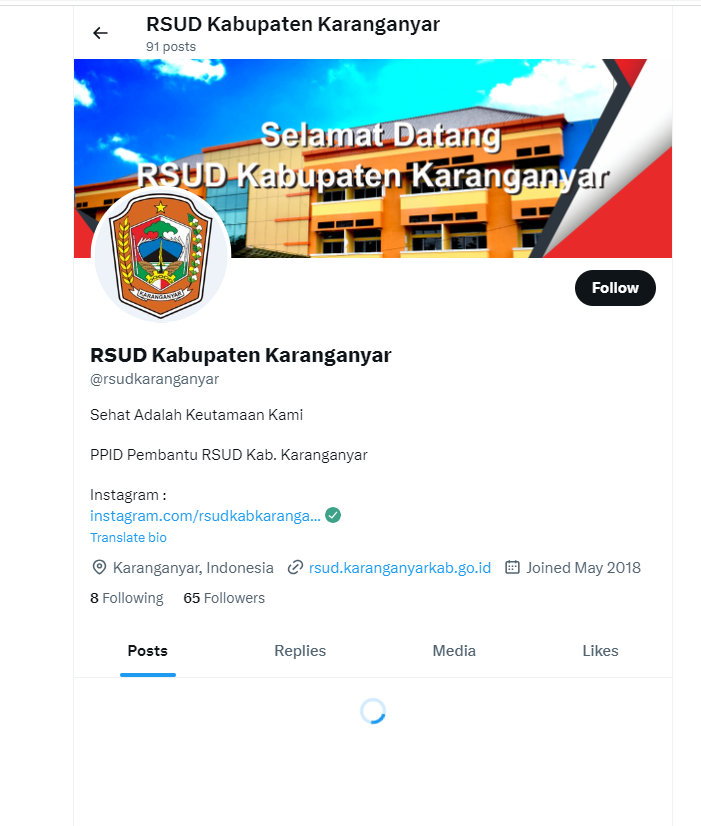 RSUD Kabupaten Karanganyar
91 posts
Selamat Datang
RSUD Kabupaten Karanganyar
KARANGANYAR
Follow
RSUD Kabupaten Karanganyar
@rsudkaranganyar
Sehat Adalah Keutamaan Kami
PPID Pembantu RSUD Kab. Karanganyar
Instagram :
instagram.com/rsudkabkaranga...
Translate bio
Karanganyar, Indonesia rsud.karanganyarkab.go.id Joined May 2018
8 Following 65 Followers
Posts Replies Media Likes